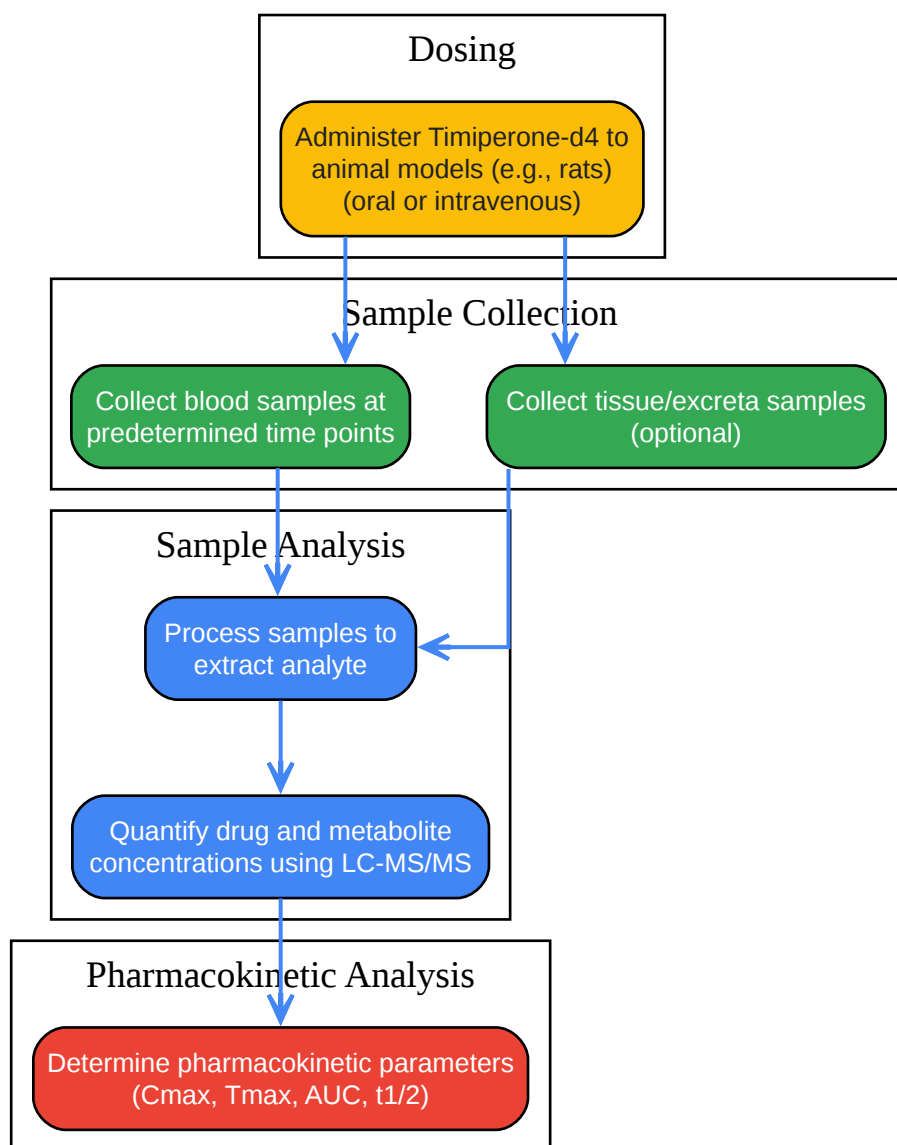 Dosing
Administer Timiperone-d4 to
animal models (e.g., rats)
(oral or intravenous)
Sample Collection
Collect blood samples at
predetermined time points
Collect tissue/excreta samples
(optional)
Sample Analysis
Process samples to
extract analyte
Quantify drug and metabolite
concentrations using LC-MS/MS
Pharmacokinetic Analysis
Determine pharmacokinetic parameters
(Cmax, Tmax, AUC, t1/2)